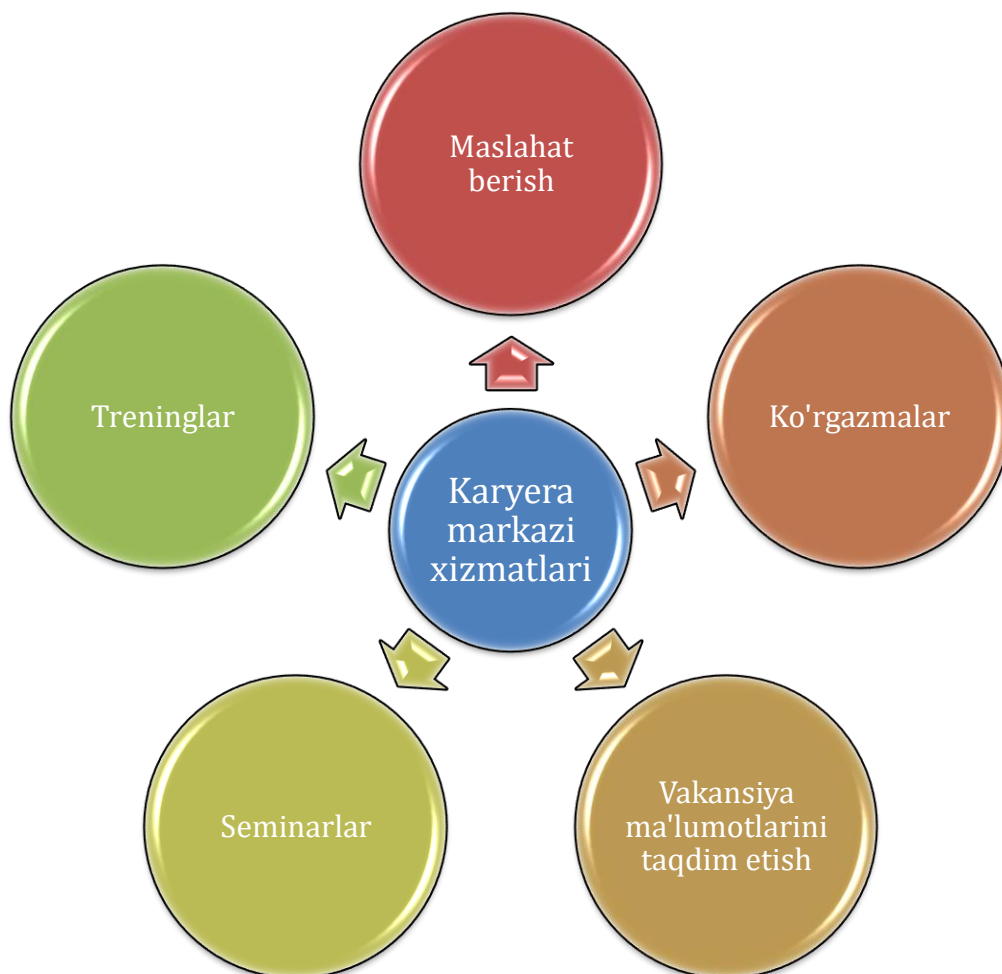 Maslahat
berish
Treninglar
Ko'rgazmalar
Karyera
markazi
xizmatlari
Seminarlar
Vakansiya
ma'lumotlarini
taqdim etish